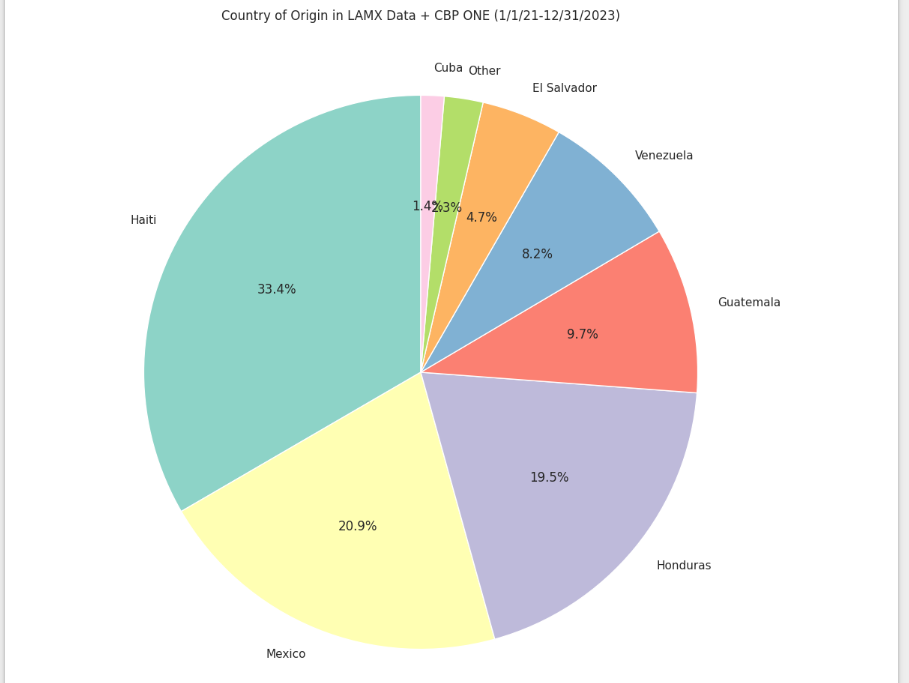 Country of Origin in LAMX Data + CBP ONE (1/1/21-12/31/2023)
Cuba
Other
El Salvador
Venezuela
Haiti
1.4%
2.3%
4.7%
8.2%
33.4%
Guatemala
9.7%
19.5%
20.9%
Honduras
Mexico